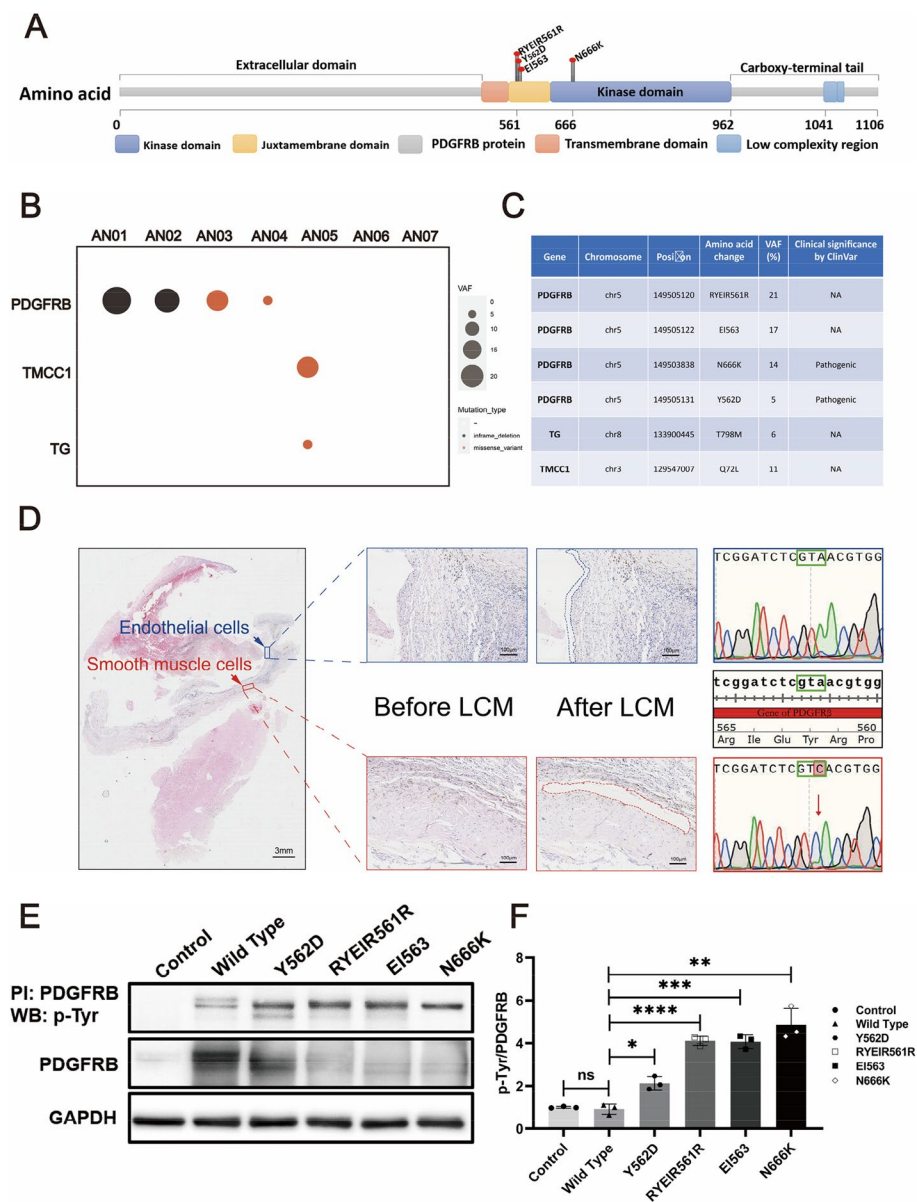 A
RYEIR561R
Y562D
EI563
N666K
Extracellular domain
Carboxy-terminal tail
Amino acid
Kinase domain
0 561 666 962 1041 1106
Kinase domain Juxtamembrane domain PDGFRB protein Transmembrane domain Low complexity region
B
AN01 AN02 AN03 AN04 AN05 AN06 AN07
PDGFRB
TMCC1
TG
VAF
0
5
10
15
20
Mutation_type
–
inframe_deletion
missense_variant
C
Gene Chromosome Amino acid change VAF (%) Clinical significance by ClinVar
PDGFRB chr5 149505120 RYEIR561R 21 NA
PDGFRB chr5 149505122 EI563 17 NA
PDGFRB chr5 149503838 N666K 14 Pathogenic
PDGFRB chr5 149505131 Y562D 5 Pathogenic
TG chr8 133900445 T798M 6 NA
TMCC1 chr3 129547007 Q72L 11 NA
D
Endothelial cells
Smooth muscle cells
3mm
100μm
100μm
Before LCM After LCM
100μm
100μm
TCGGATCTCGTAACGTGG
tcggatctcgtaacgtgg
Gene of PDGFRB
565 560
Arg Ile Glu Tyr Arg Pro
TCGGATCTCGTCACGTGG
E
Control Wild Type Y562D RYEIR561R EI563 N666K
PI: PDGFRB
WB: p-Tyr
PDGFRB
GAPDH
F
p-Tyr/PDGFRB
8
6
4
2
0
ns
*
****
***
**
Control Wild Type Y562D RYEIR561R EI563 N666K
Control
Wild Type
Y562D
RYEIR561R
EI563
N666K